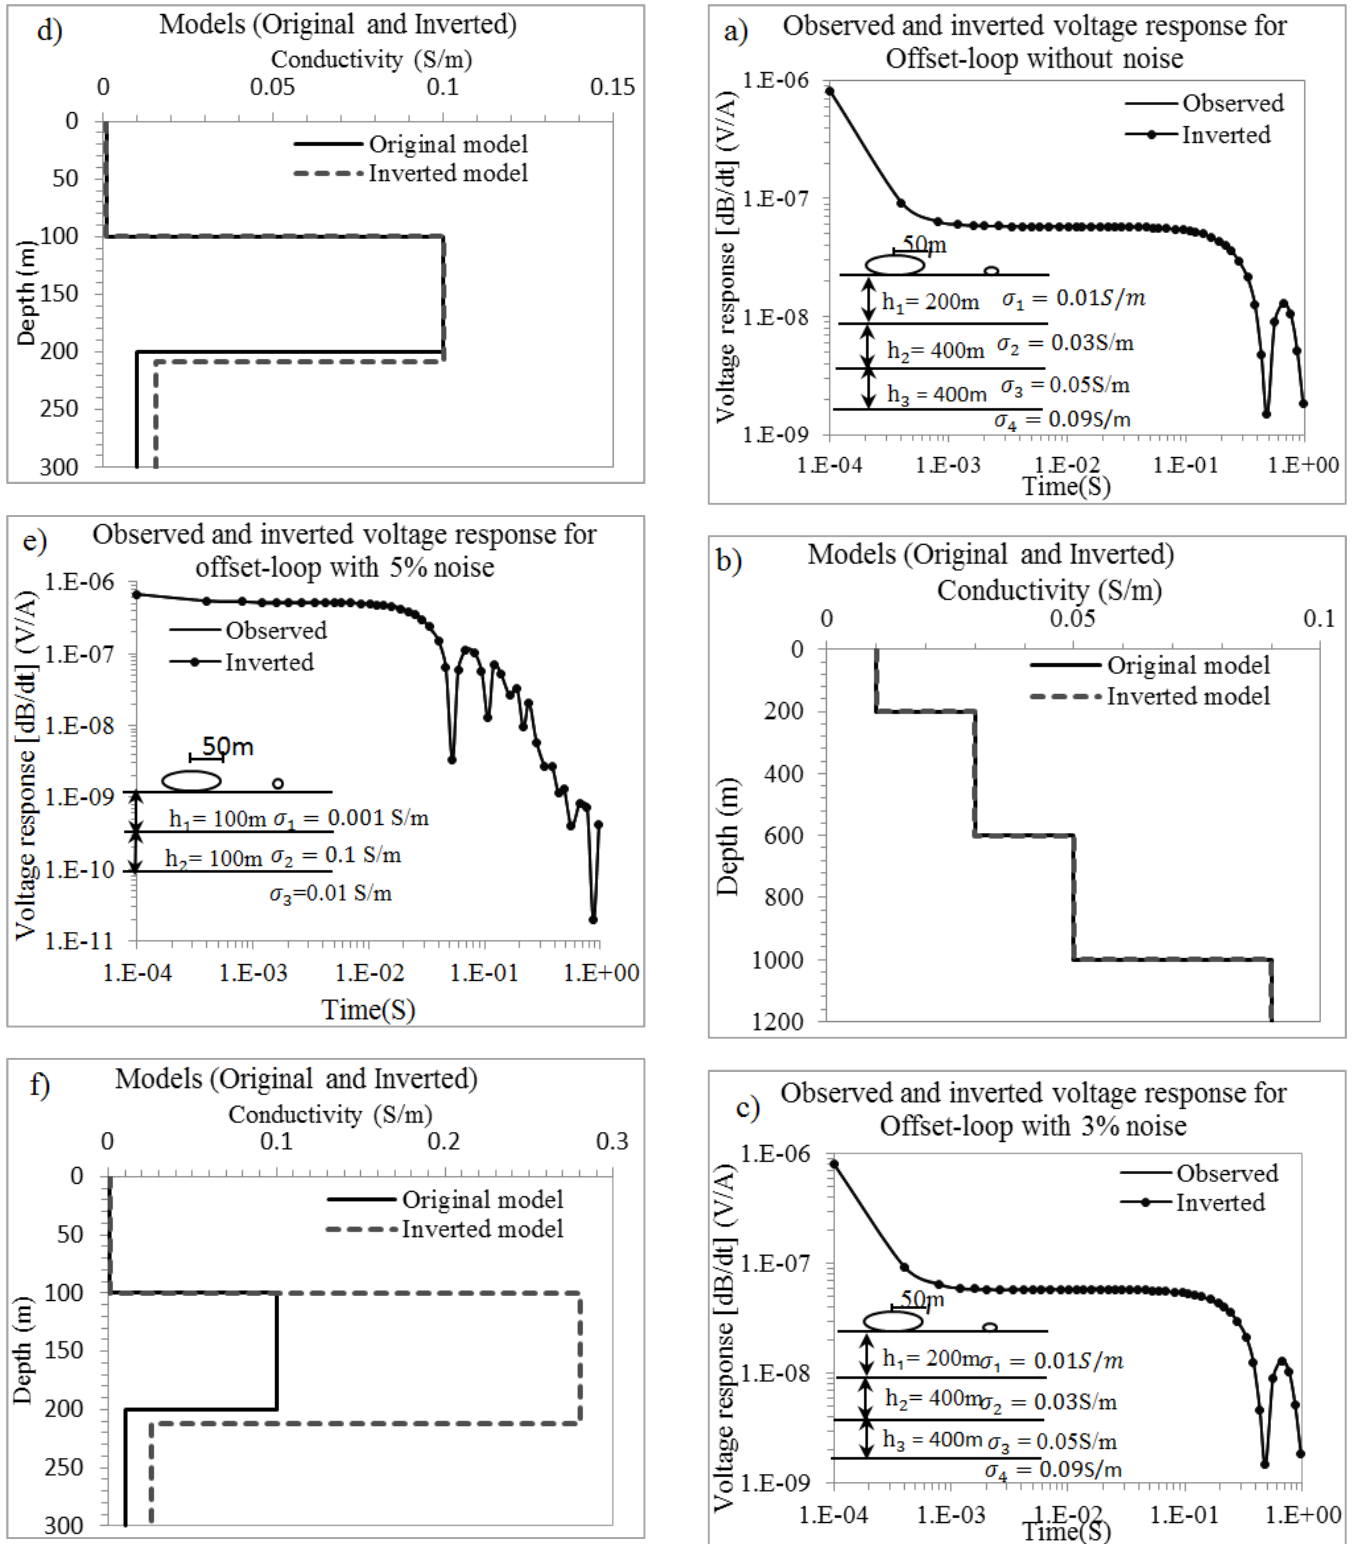 d)
Models (Original and Inverted)
Conductivity (S/m)
0 0.05 0.1 0.15
Original model
Inverted model
Depth (m)
0
50
100
150
200
250
300
a)
Observed and inverted voltage response for
Offset-loop without noise
Voltage response [dB/dt] (V/A)
1.E-06
1.E-07
1.E-08
1.E-09
Observed
Inverted
50m
h₁= 200m σ₁ = 0.01S/m
h₂= 400m σ₂ = 0.03S/m
h₃ = 400m σ₃ = 0.05S/m
σ₄ = 0.09S/m
1.E-04 1.E-03 1.E-02 1.E-01 1.E+00
Time(S)
e)
Observed and inverted voltage response for
offset-loop with 5% noise
Voltage response [dB/dt] (V/A)
1.E-06
1.E-07
1.E-08
1.E-09
1.E-10
1.E-11
Observed
Inverted
50m
h₁= 100m σ₁ = 0.001 S/m
h₂= 100m σ₂ = 0.1 S/m
σ₃=0.01 S/m
1.E-04 1.E-03 1.E-02 1.E-01 1.E+00
Time(S)
b)
Models (Original and Inverted)
Conductivity (S/m)
0 0.05 0.1
Original model
Inverted model
Depth (m)
0
200
400
600
800
1000
1200
f)
Models (Original and Inverted)
Conductivity (S/m)
0 0.1 0.2 0.3
Original model
Inverted model
Depth (m)
0
50
100
150
200
250
300
c)
Observed and inverted voltage response for
Offset-loop with 3% noise
Voltage response [dB/dt] (V/A)
1.E-06
1.E-07
1.E-08
1.E-09
Observed
Inverted
50m
h₁= 200m σ₁ = 0.01S/m
h₂= 400m σ₂ = 0.03S/m
h₃ = 400m σ₃ = 0.05S/m
σ₄ = 0.09S/m
1.E-04 1.E-03 1.E-02 1.E-01 1.E+00
Time(S)